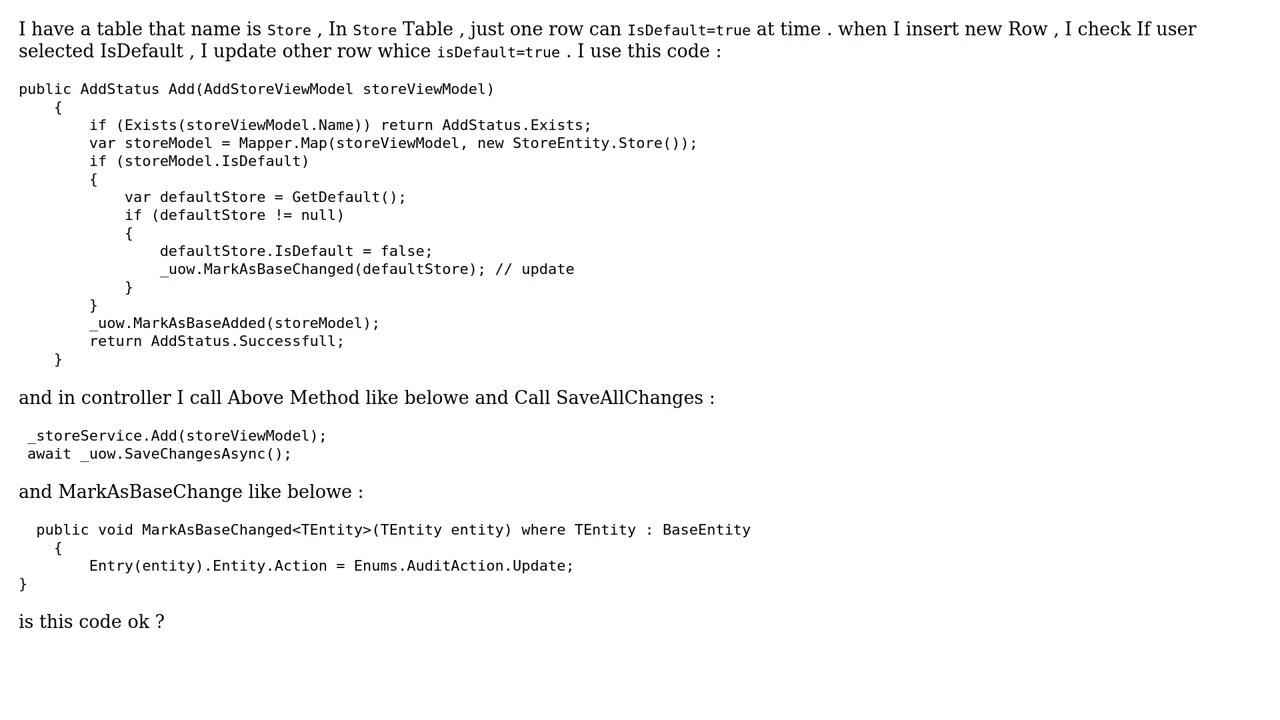 I have a table that name is Store , In Store Table , just one row can IsDefault=true at time . when I insert new Row , I check If user
selected IsDefault , I update other row whice isDefault=true . I use this code :
public AddStatus Add(AddStoreViewModel storeViewModel)
    {
        if (Exists(storeViewModel.Name)) return AddStatus.Exists;
        var storeModel = Mapper.Map(storeViewModel, new StoreEntity.Store());
        if (storeModel.IsDefault)
        {
            var defaultStore = GetDefault();
            if (defaultStore != null)
            {
                defaultStore.IsDefault = false;
                _uow.MarkAsBaseChanged(defaultStore); // update
            }
        }
        _uow.MarkAsBaseAdded(storeModel);
        return AddStatus.Successfull;
    }
and in controller I call Above Method like belowe and Call SaveAllChanges :
 _storeService.Add(storeViewModel);
 await _uow.SaveChangesAsync();
and MarkAsBaseChange like belowe :
  public void MarkAsBaseChanged<TEntity>(TEntity entity) where TEntity : BaseEntity
    {
        Entry(entity).Entity.Action = Enums.AuditAction.Update;
}
is this code ok ?